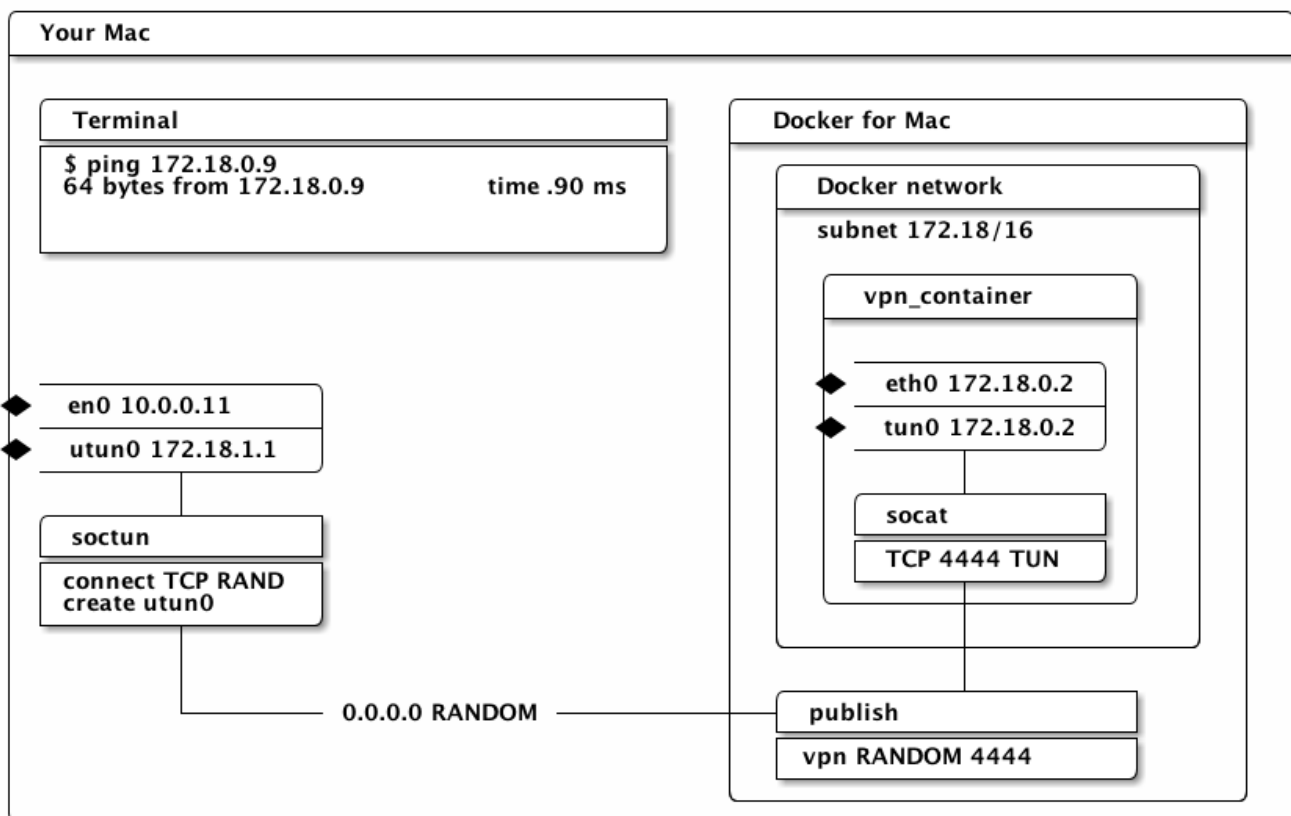 Your Mac
Terminal
$ ping 172.18.0.9
64 bytes from 172.18.0.9 time .90 ms
Docker for Mac
Docker network
subnet 172.18/16
vpn_container
eth0 172.18.0.2
tun0 172.18.0.2
socat
TCP 4444 TUN
en0 10.0.0.11
utun0 172.18.1.1
soctun
connect TCP RAND
create utun0
0.0.0.0 RANDOM
publish
vpn RANDOM 4444